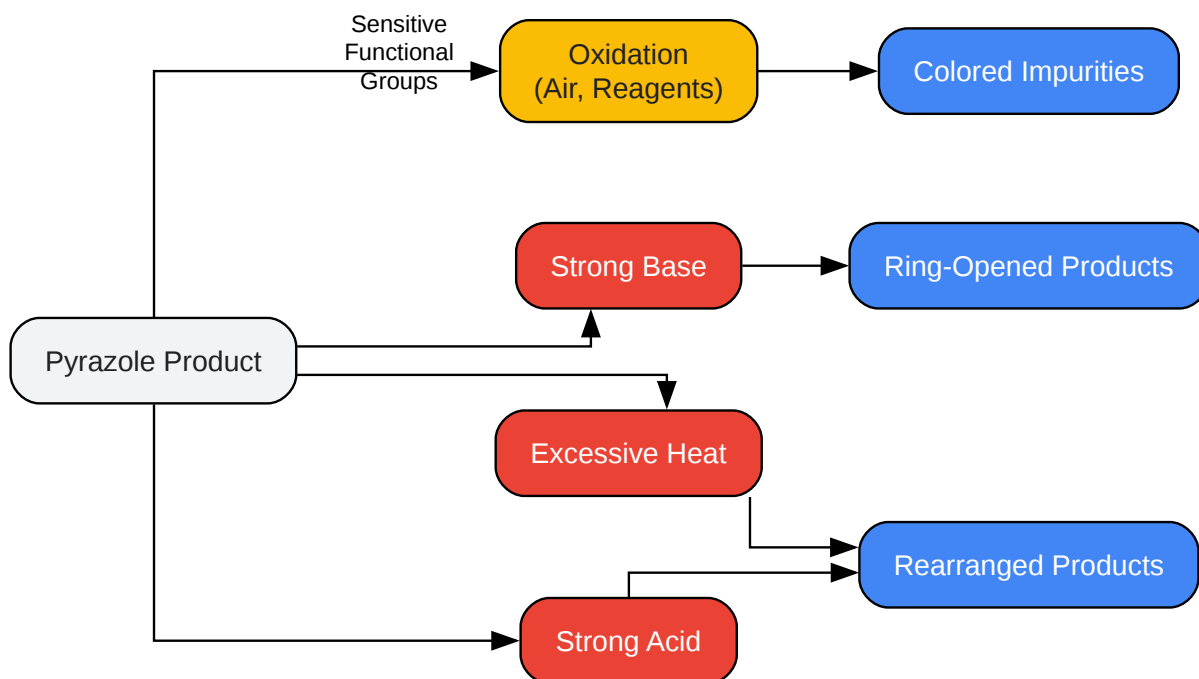 Sensitive
Functional
Groups
Oxidation
(Air, Reagents)
Colored Impurities
Strong Base
Ring-Opened Products
Pyrazole Product
Excessive Heat
Rearranged Products
Strong Acid